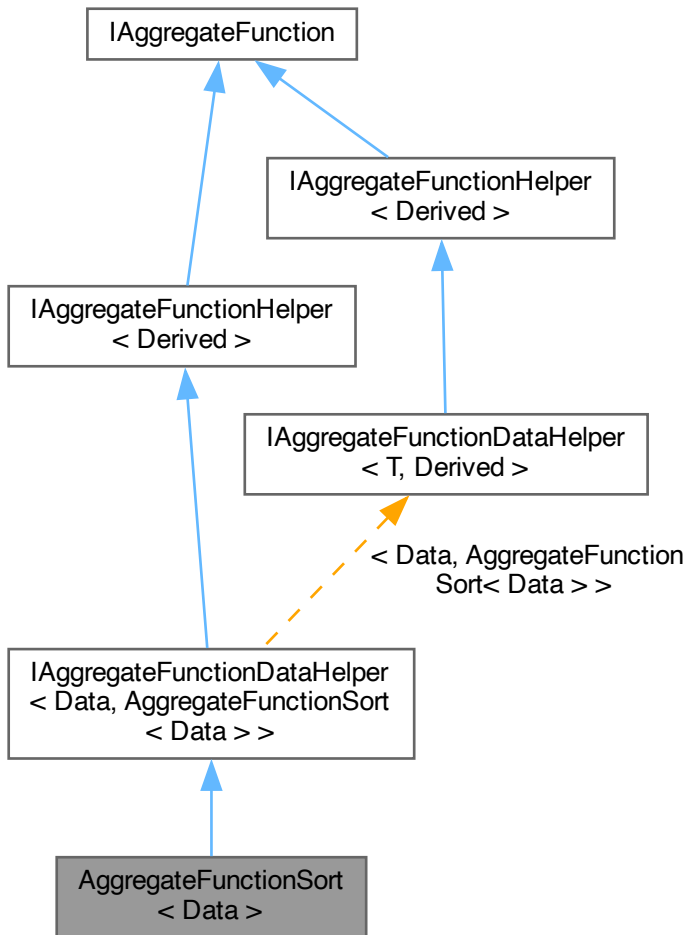 IAggregateFunction
IAggregateFunctionHelper
< Derived >
IAggregateFunctionHelper
< Derived >
IAggregateFunctionDataHelper
< T, Derived >
< Data, AggregateFunction
Sort< Data > >
IAggregateFunctionDataHelper
< Data, AggregateFunctionSort
< Data > >
AggregateFunctionSort
< Data >